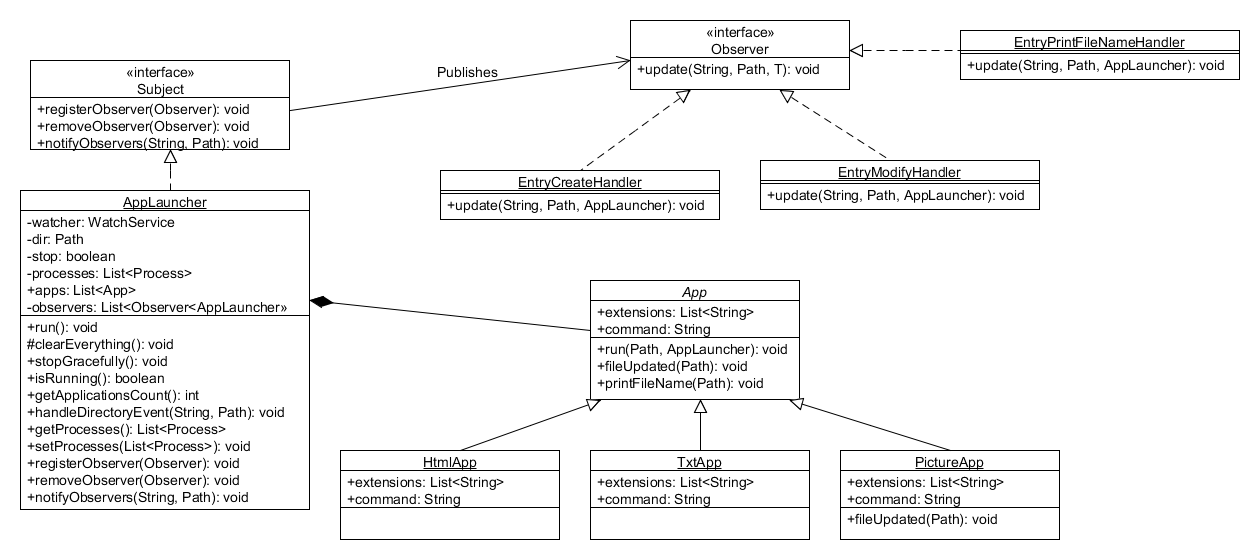 «interface»
Observer
+update(String, Path, T): void
EntryPrintFileNameHandler
+update(String, Path, AppLauncher): void
«interface»
Subject
+registerObserver(Observer): void
+removeObserver(Observer): void
+notifyObservers(String, Path): void
Publishes
EntryCreateHandler
+update(String, Path, AppLauncher): void
EntryModifyHandler
+update(String, Path, AppLauncher): void
AppLauncher
-watcher: WatchService
-dir: Path
-stop: boolean
-processes: List<Process>
+apps: List<App>
-observers: List<Observer<AppLauncher»
+run(): void
#clearEverything(): void
+stopGracefully(): void
+isRunning(): boolean
+getApplicationsCount(): int
+handleDirectoryEvent(String, Path): void
+getProcesses(): List<Process>
+setProcesses(List<Process>): void
+registerObserver(Observer): void
+removeObserver(Observer): void
+notifyObservers(String, Path): void
App
+extensions: List<String>
+command: String
+run(Path, AppLauncher): void
+fileUpdated(Path): void
+printFileName(Path): void
HtmlApp
+extensions: List<String>
+command: String
TxtApp
+extensions: List<String>
+command: String
PictureApp
+extensions: List<String>
+command: String
+fileUpdated(Path): void